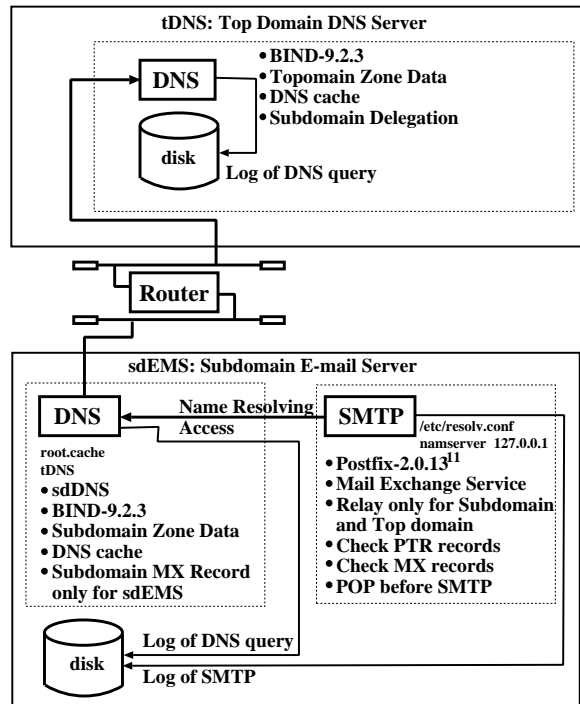 tDNS: Top Domain DNS Server
DNS
• BIND-9.2.3
• Topomain Zone Data
• DNS cache
• Subdomain Delegation
disk
Log of DNS query
Router
sdEMS: Subdomain E-mail Server
DNS
Name Resolving
Access
SMTP
/etc/resolv.conf
namserver 127.0.0.1
root.cache
tDNS
• sdDNS
• BIND-9.2.3
• Subdomain Zone Data
• DNS cache
• Subdomain MX Record
only for sdEMS
• Postfix-2.0.13¹¹
• Mail Exchange Service
• Relay only for Subdomain
and Top domain
• Check PTR records
• Check MX records
• POP before SMTP
disk
Log of DNS query
Log of SMTP